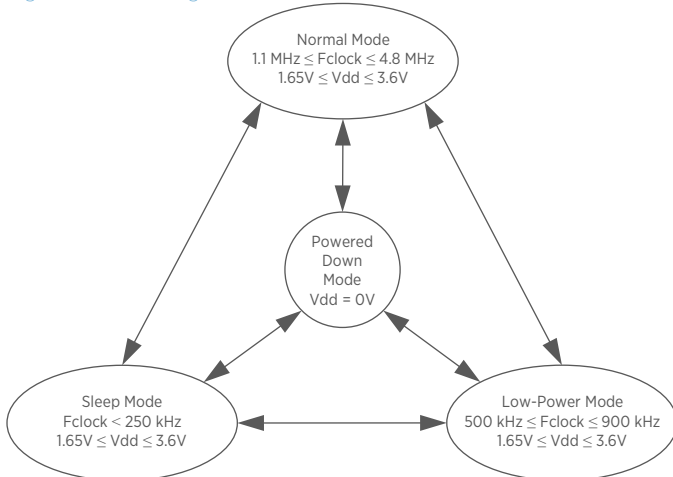 Normal Mode
1.1 MHz ≤ Fclock ≤ 4.8 MHz
1.65V ≤ Vdd ≤ 3.6V
Powered
Down
Mode
Vdd = 0V
Sleep Mode
Fclock < 250 kHz
1.65V ≤ Vdd ≤ 3.6V
Low-Power Mode
500 kHz ≤ Fclock ≤ 900 kHz
1.65V ≤ Vdd ≤ 3.6V